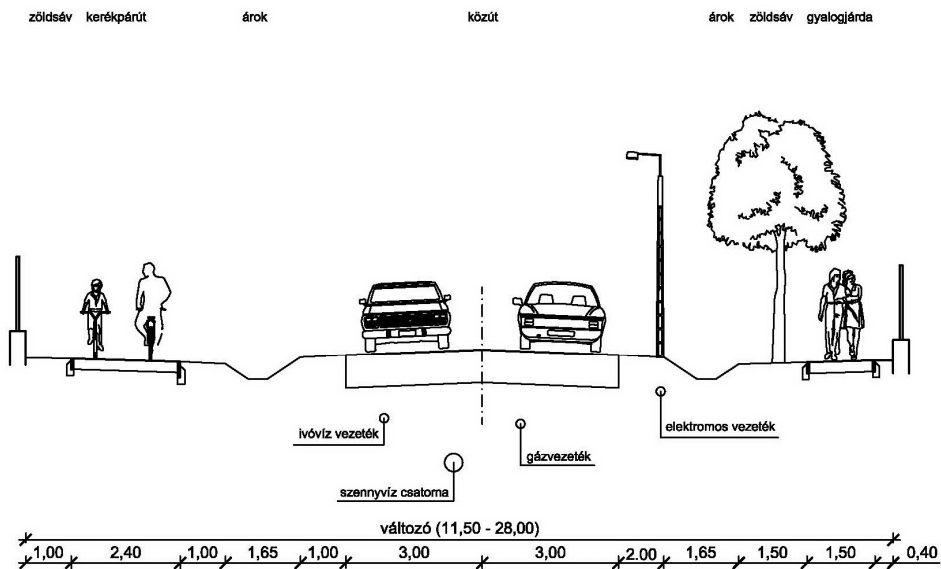 zöldsáv kerékpárút árok közút árok zöldsáv gyalogjárda
ivóvíz vezeték
elektromos vezeték
gázvezeték
szennyvíz csatorna
változó (11,50 - 28,00)
1,00 2,40 1,00 1,65 1,00 3,00 3,00 2.00 1,65 1,50 1,50 0,40